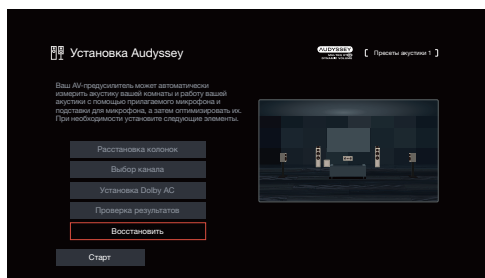 Установка Audyssey
AUDYSSEY
[ Пресеты акустики 1 ]
Ваш AV-предусилитель может автоматически
измерить акустику вашей комнаты и работу вашей
акустики с помощью прилагаемого микрофона и
подставки для микрофона, а затем оптимизировать их.
При необходимости установите следующие элементы.
Расстановка колонок
Выбор канала
Установка Dolby AC
Проверка результатов
Восстановить
Старт